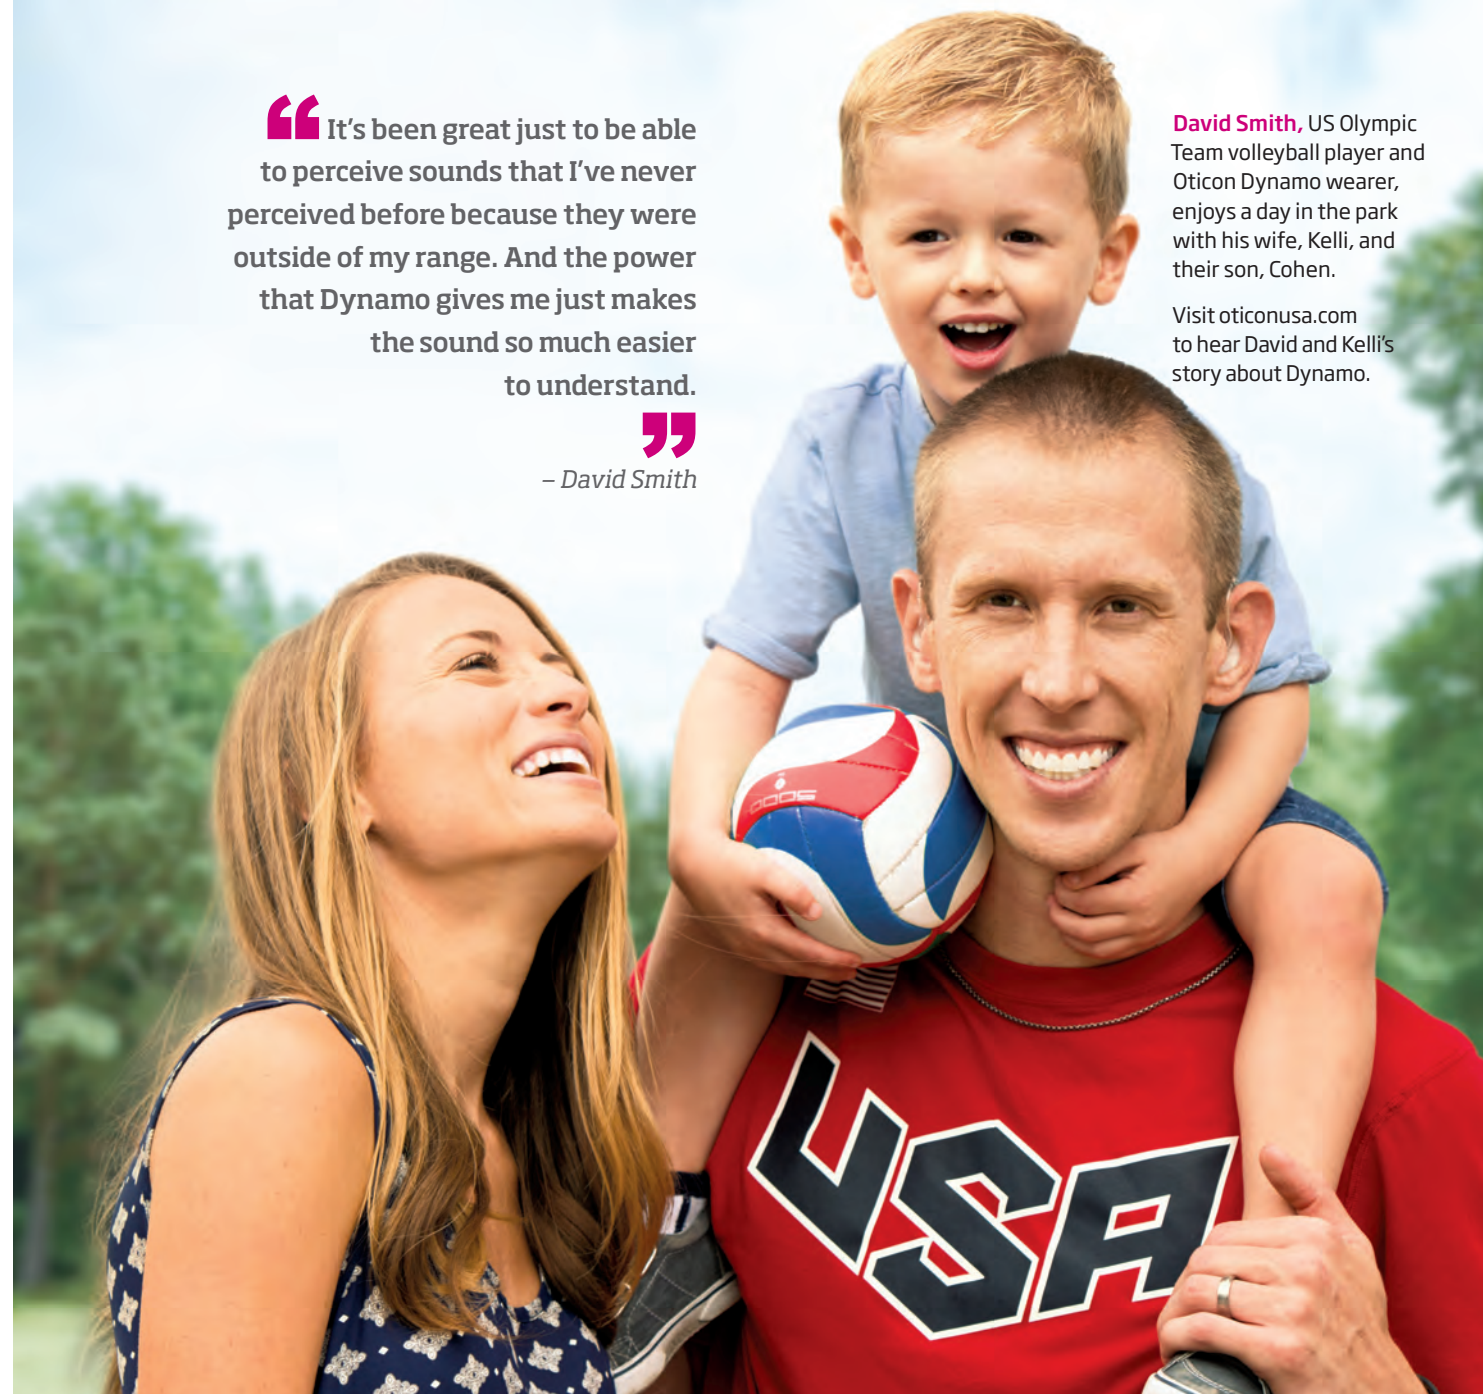 “It’s been great just to be able
to perceive sounds that I’ve never
perceived before because they were
outside of my range. And the power
that Dynamo gives me just makes
the sound so much easier
to understand.
”
– David Smith
David Smith, US Olympic
Team volleyball player and
Oticon Dynamo wearer,
enjoys a day in the park
with his wife, Kelli, and
their son, Cohen.
Visit oticonusa.com
to hear David and Kelli’s
story about Dynamo.
USA